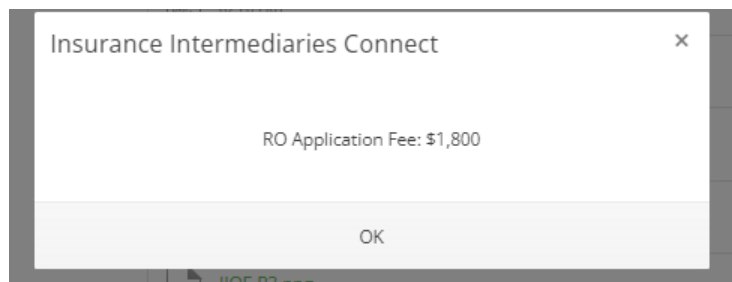 Insurance Intermediaries Connect ×
RO Application Fee: $1,800
OK